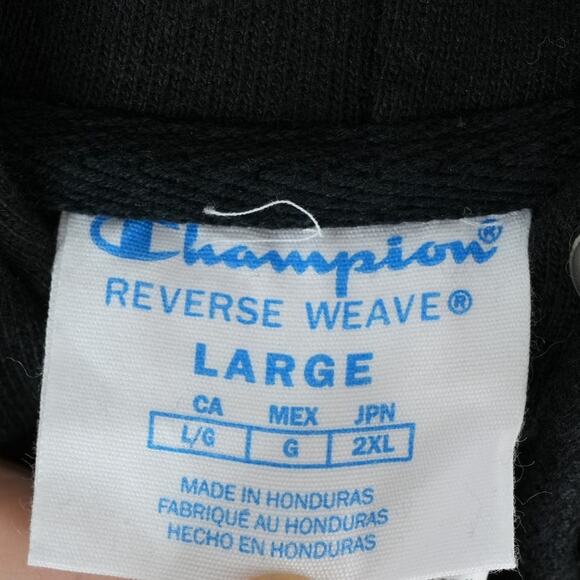 Champion®
REVERSE WEAVE®
LARGE
CA MEX JPN
L/G G 2XL
MADE IN HONDURAS
FABRIQUÉ AU HONDURAS
HECHO EN HONDURAS